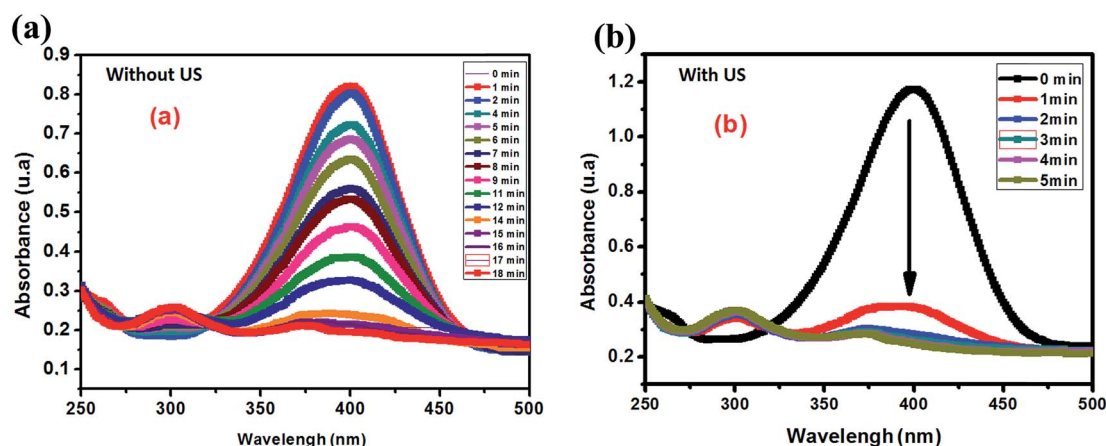 (a)
Without US
(a)
Absorbance (u.a)
0.9
0.8
0.7
0.6
0.5
0.4
0.3
0.2
0.1
250
300
350
400
450
500
Wavelengh (nm)
0 min
1 min
2 min
4 min
5 min
6 min
7 min
8 min
9 min
11 min
12 min
14 min
15 min
16 min
17 min
18 min
(b)
With US
(b)
Absorbance (u.a)
1.2
1.0
0.8
0.6
0.4
0.2
250
300
350
400
450
500
Wavelengh (nm)
0 min
1min
2min
3min
4min
5min